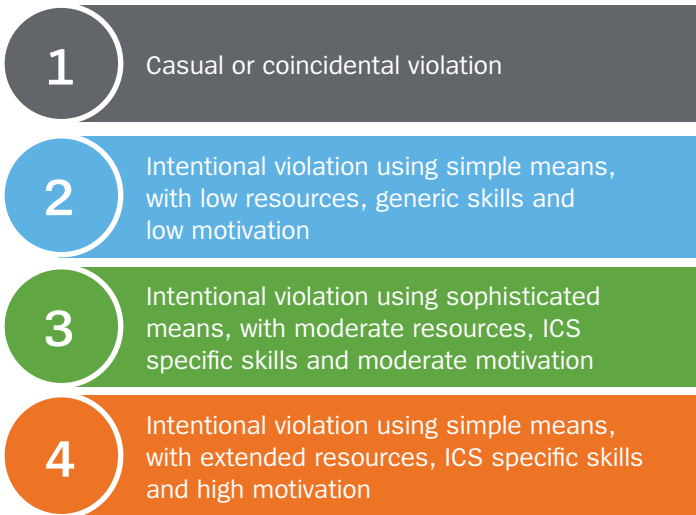 1
Casual or coincidental violation
2
Intentional violation using simple means,
with low resources, generic skills and
low motivation
3
Intentional violation using sophisticated
means, with moderate resources, ICS
specific skills and moderate motivation
4
Intentional violation using simple means,
with extended resources, ICS specific skills
and high motivation